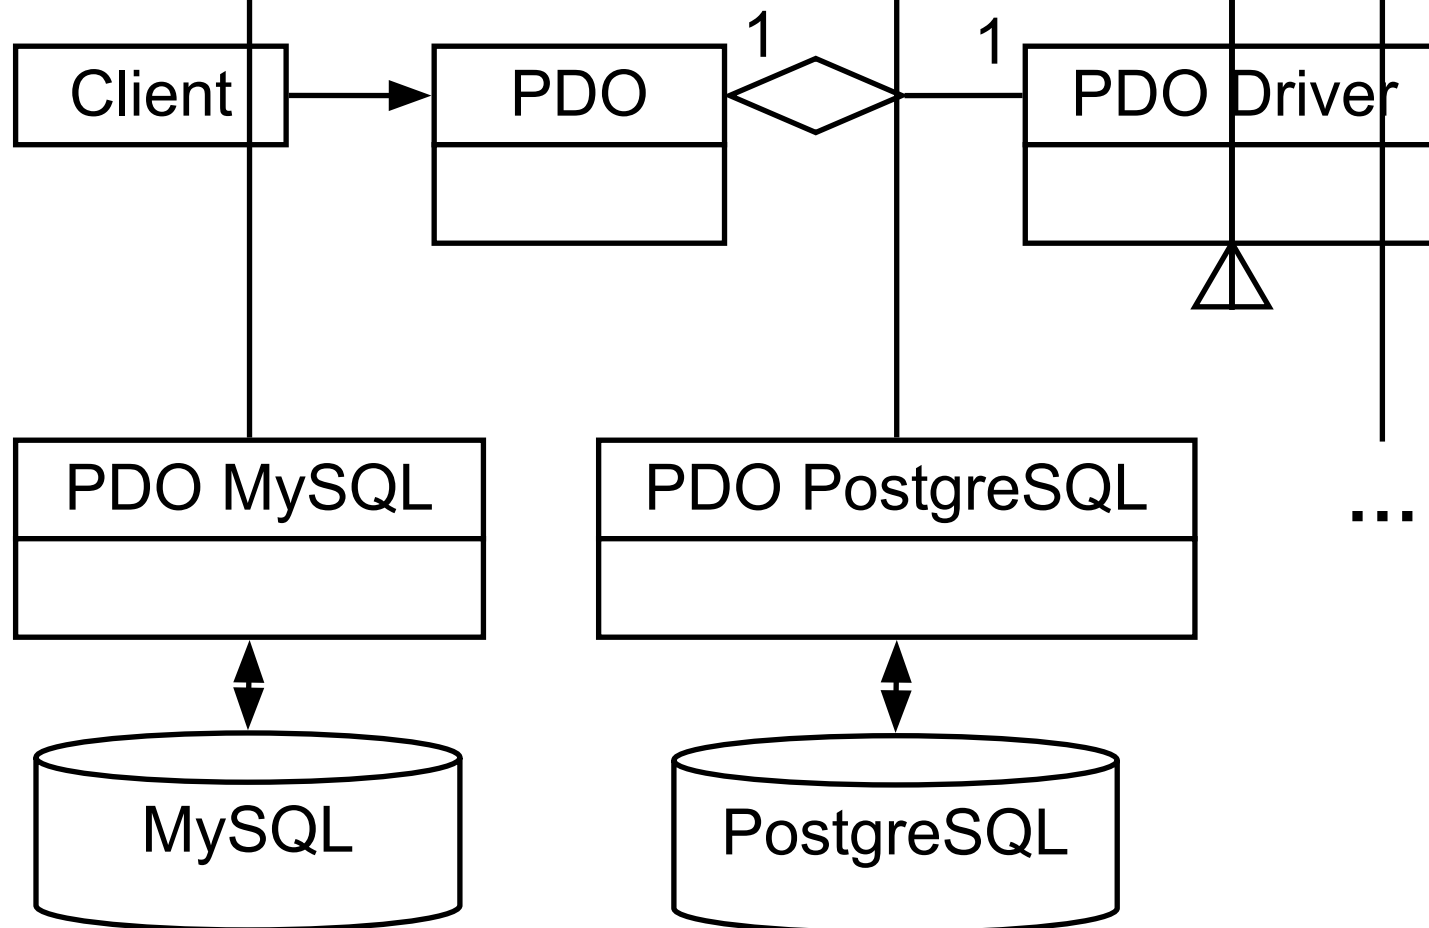 1
1
Client
PDO
PDO Driver
PDO MySQL
PDO PostgreSQL
...
MySQL
PostgreSQL